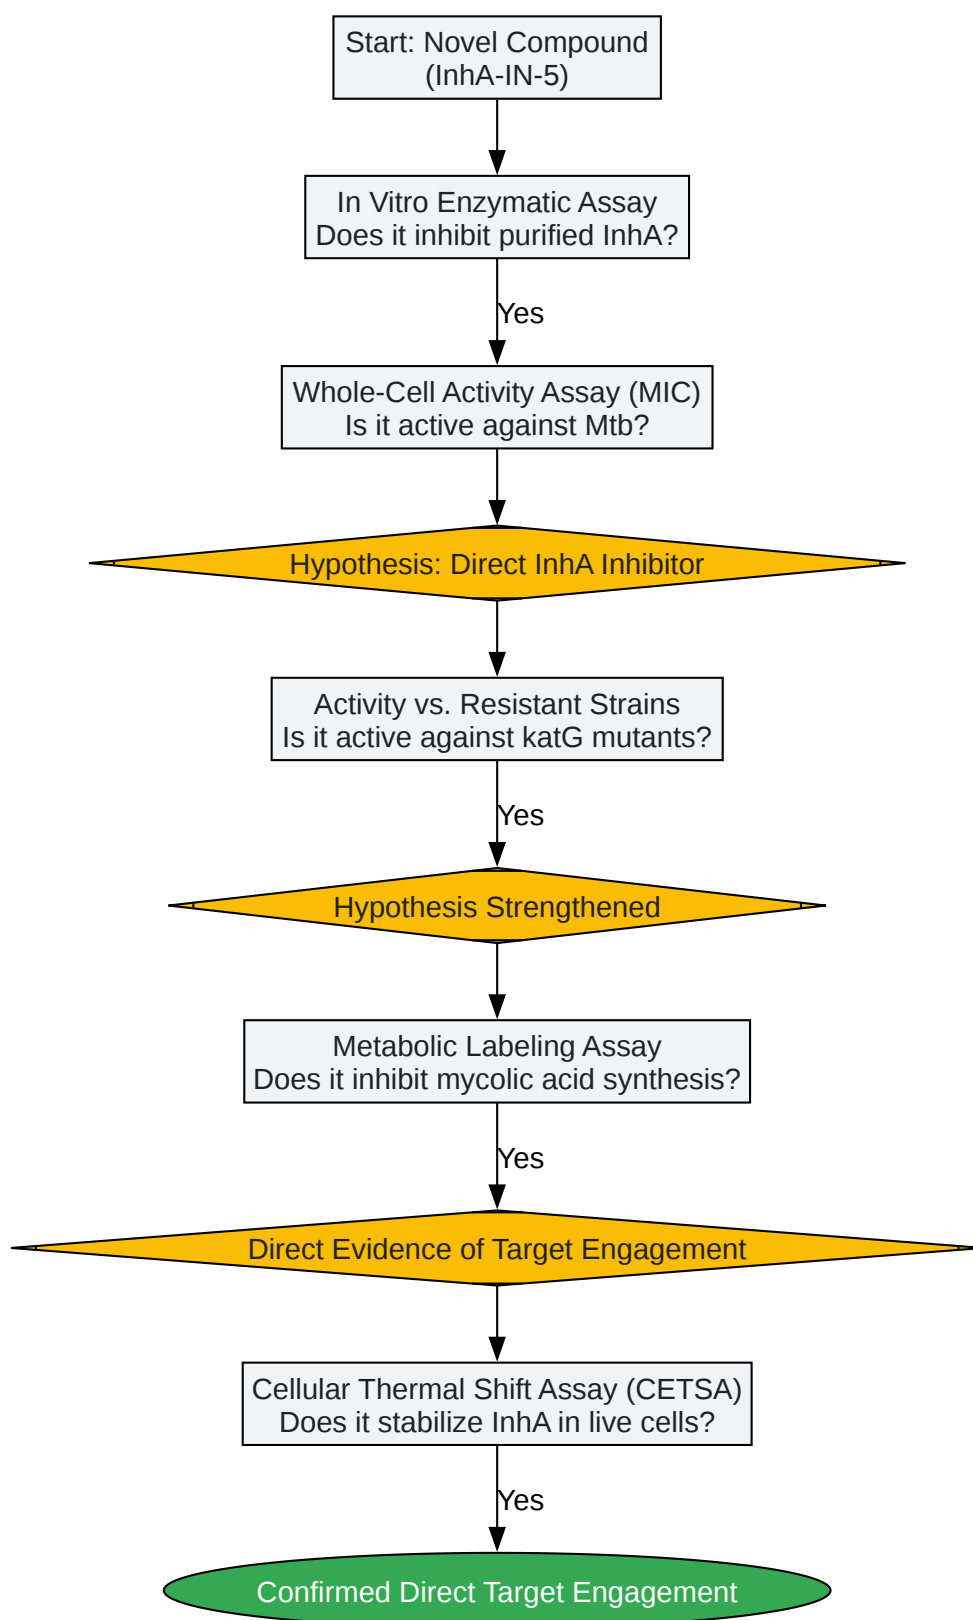 Start: Novel Compound
(InhA-IN-5)
In Vitro Enzymatic Assay
Does it inhibit purified InhA?
Yes
Whole-Cell Activity Assay (MIC)
Is it active against Mtb?
Hypothesis: Direct InhA Inhibitor
Activity vs. Resistant Strains
Is it active against katG mutants?
Yes
Hypothesis Strengthened
Metabolic Labeling Assay
Does it inhibit mycolic acid synthesis?
Yes
Direct Evidence of Target Engagement
Cellular Thermal Shift Assay (CETSA)
Does it stabilize InhA in live cells?
Yes
Confirmed Direct Target Engagement